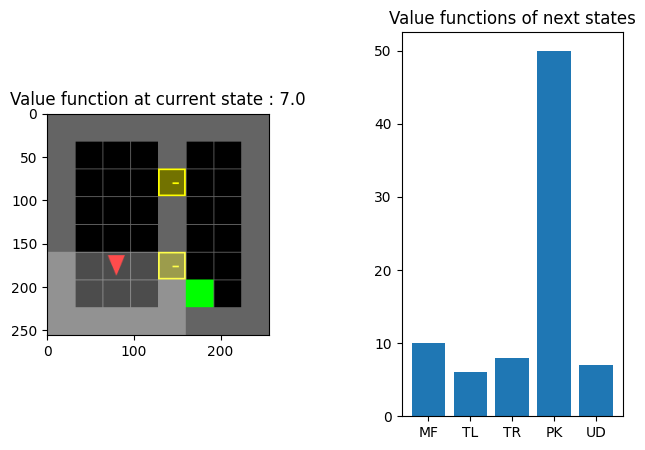 Value functions of next states
Value function at current state : 7.0
0
50
100
150
200
250
0
100
200
50
40
30
20
10
0
MF
TL
TR
PK
UD